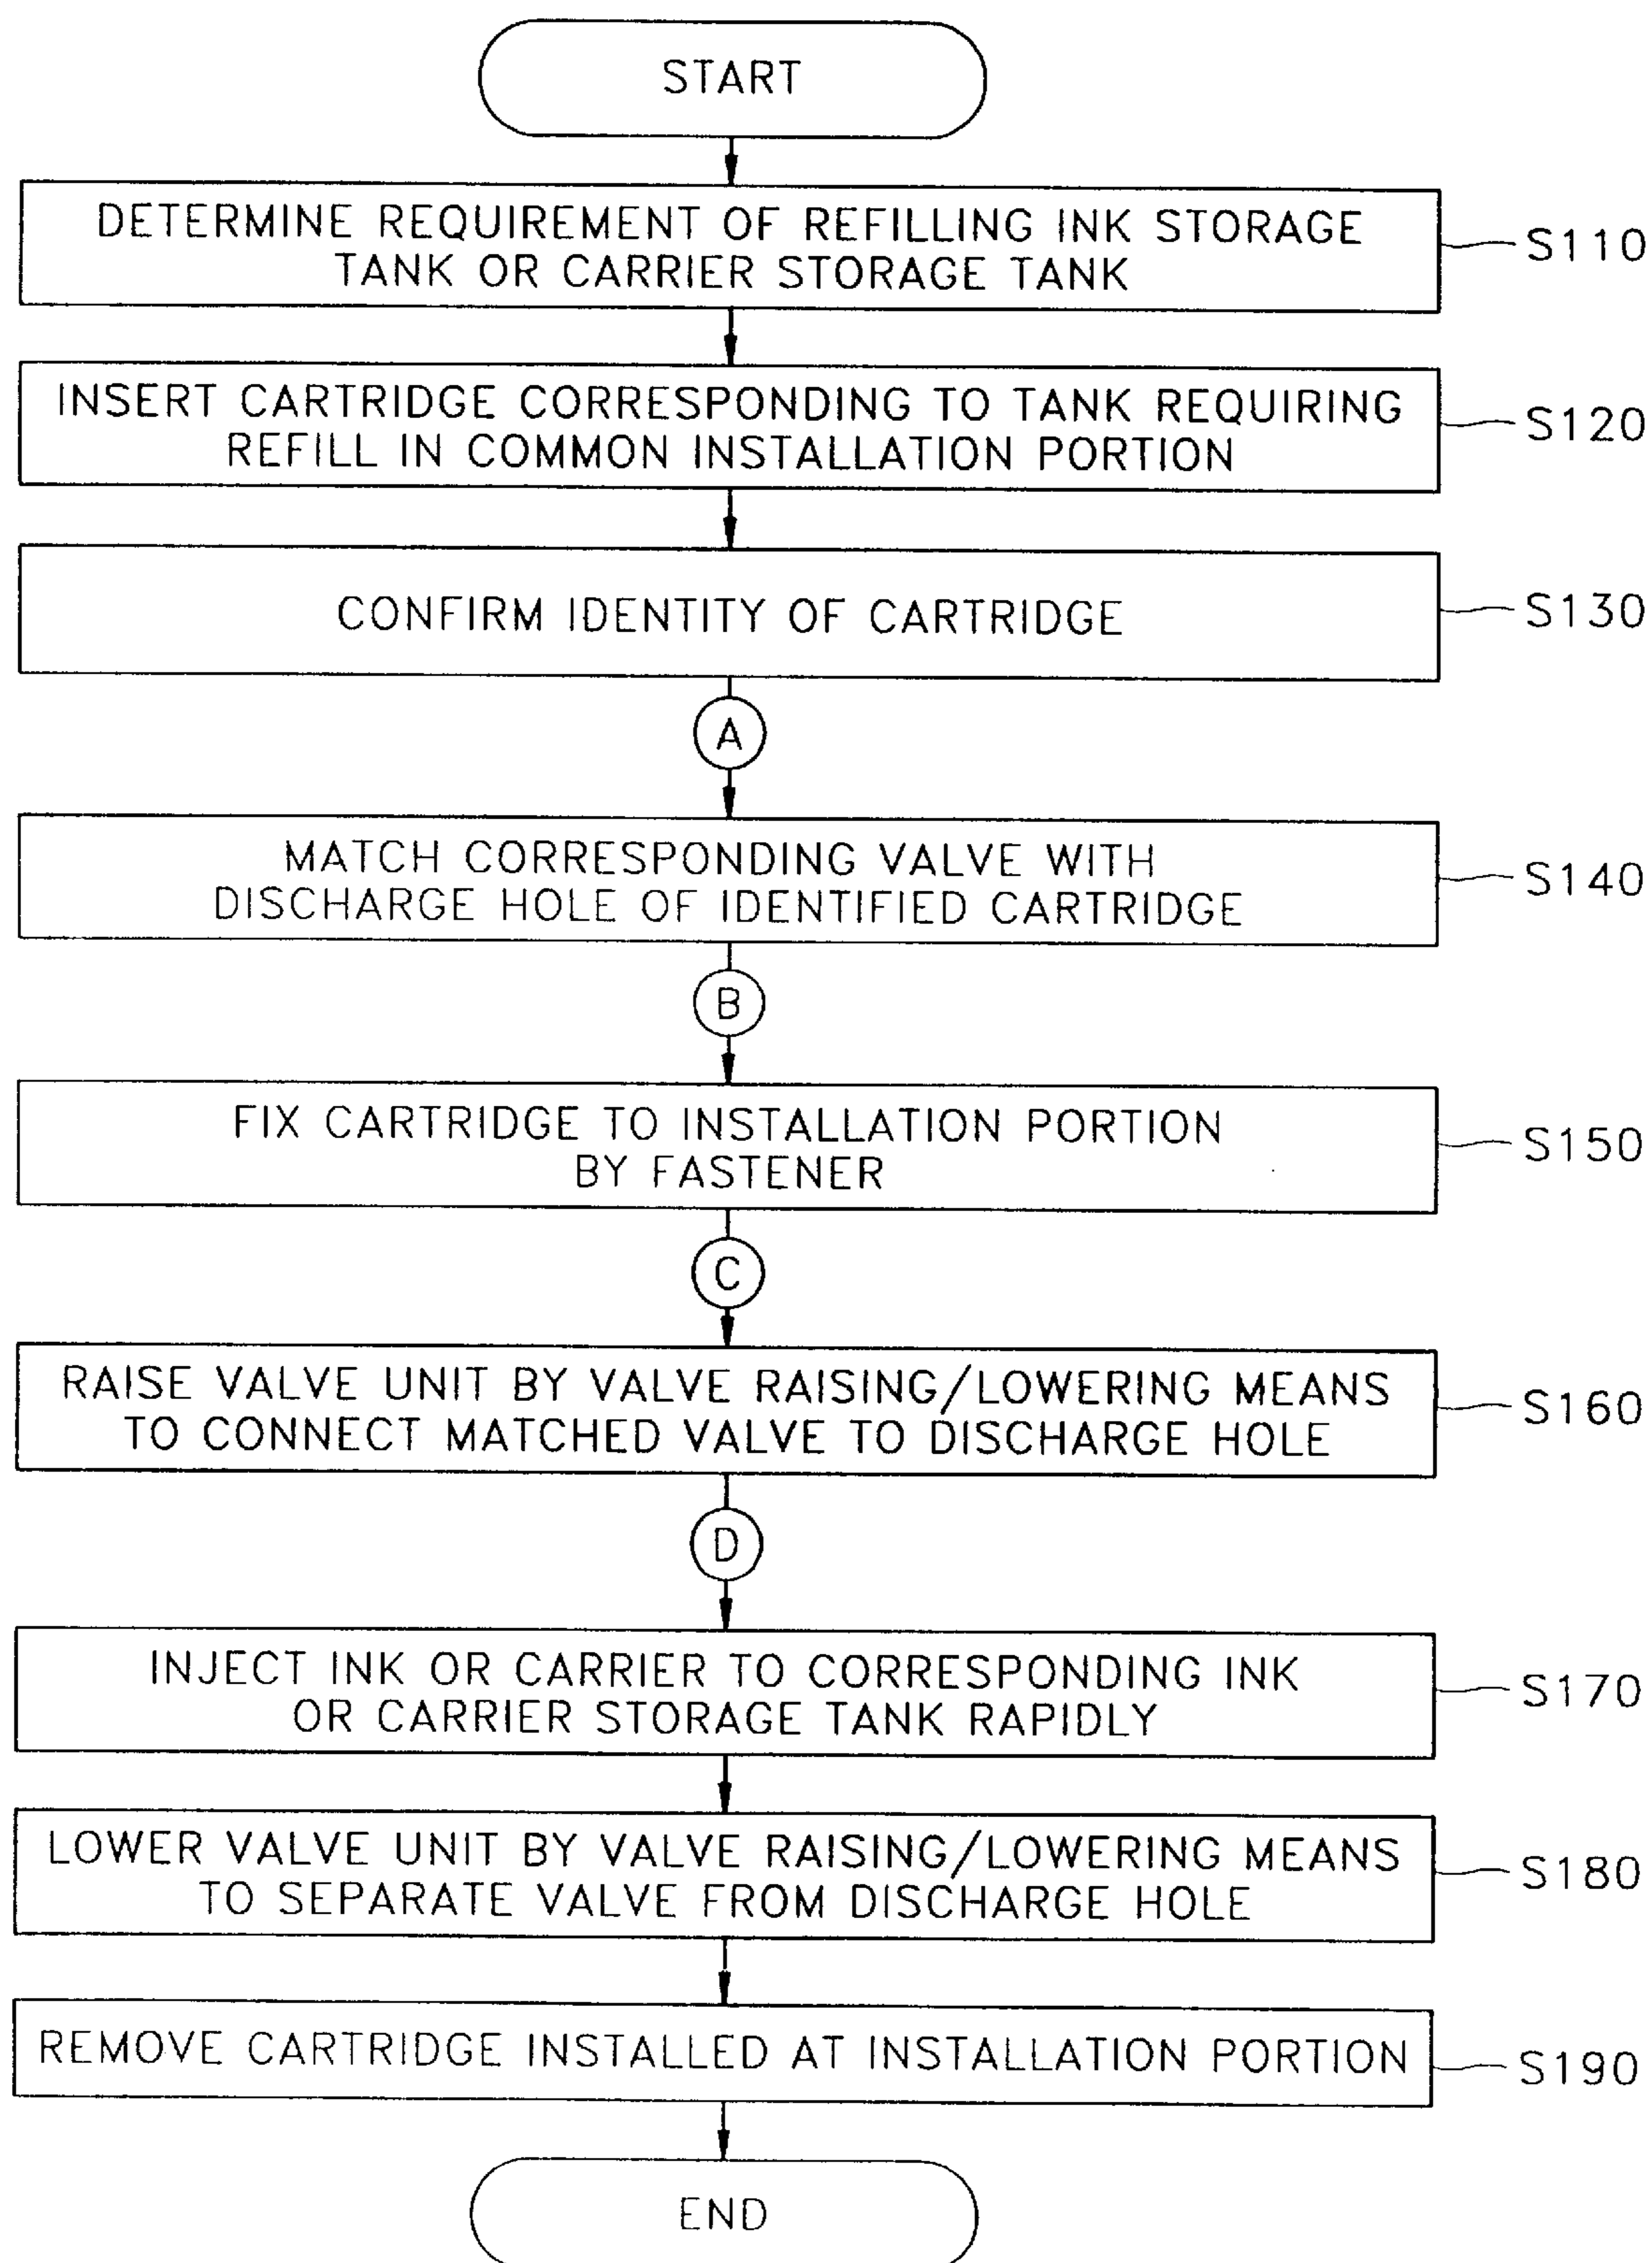 START
DETERMINE REQUIREMENT OF REFILLING INK STORAGE
TANK OR CARRIER STORAGE TANK
S110
INSERT CARTRIDGE CORRESPONDING TO TANK REQUIRING
REFILL IN COMMON INSTALLATION PORTION
S120
CONFIRM IDENTITY OF CARTRIDGE
S130
A
MATCH CORRESPONDING VALVE WITH
DISCHARGE HOLE OF IDENTIFIED CARTRIDGE
S140
B
FIX CARTRIDGE TO INSTALLATION PORTION
BY FASTENER
S150
C
RAISE VALVE UNIT BY VALVE RAISING/LOWERING MEANS
TO CONNECT MATCHED VALVE TO DISCHARGE HOLE
S160
D
INJECT INK OR CARRIER TO CORRESPONDING INK
OR CARRIER STORAGE TANK RAPIDLY
S170
LOWER VALVE UNIT BY VALVE RAISING/LOWERING MEANS
TO SEPARATE VALVE FROM DISCHARGE HOLE
S180
REMOVE CARTRIDGE INSTALLED AT INSTALLATION PORTION
S190
END